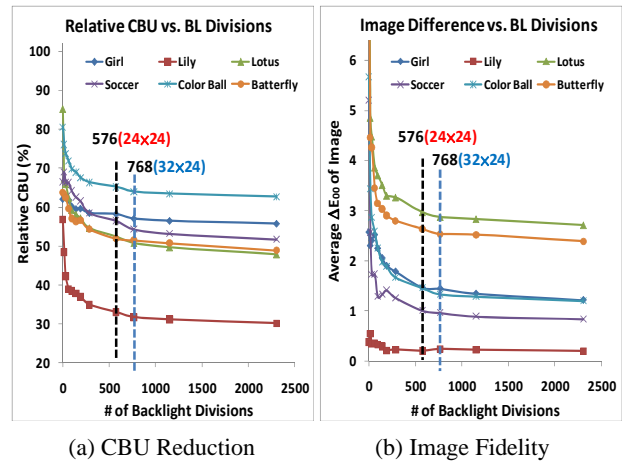 Relative CBU vs. BL Divisions
Girl Lily Lotus
Soccer Color Ball Batterfly
Relative CBU (%)
100
90
80
70
60
50
40
30
20
576(24x24)
768(32x24)
0 500 1000 1500 2000 2500
# of Backlight Divisions
(a) CBU Reduction
Image Difference vs. BL Divisions
Girl Lily Lotus
Soccer Color Ball Butterfly
Average ΔE00 of Image
6
5
4
3
2
1
0
576(24x24)
768(32x24)
0 500 1000 1500 2000 2500
# of Backlight Divisions
(b) Image Fidelity